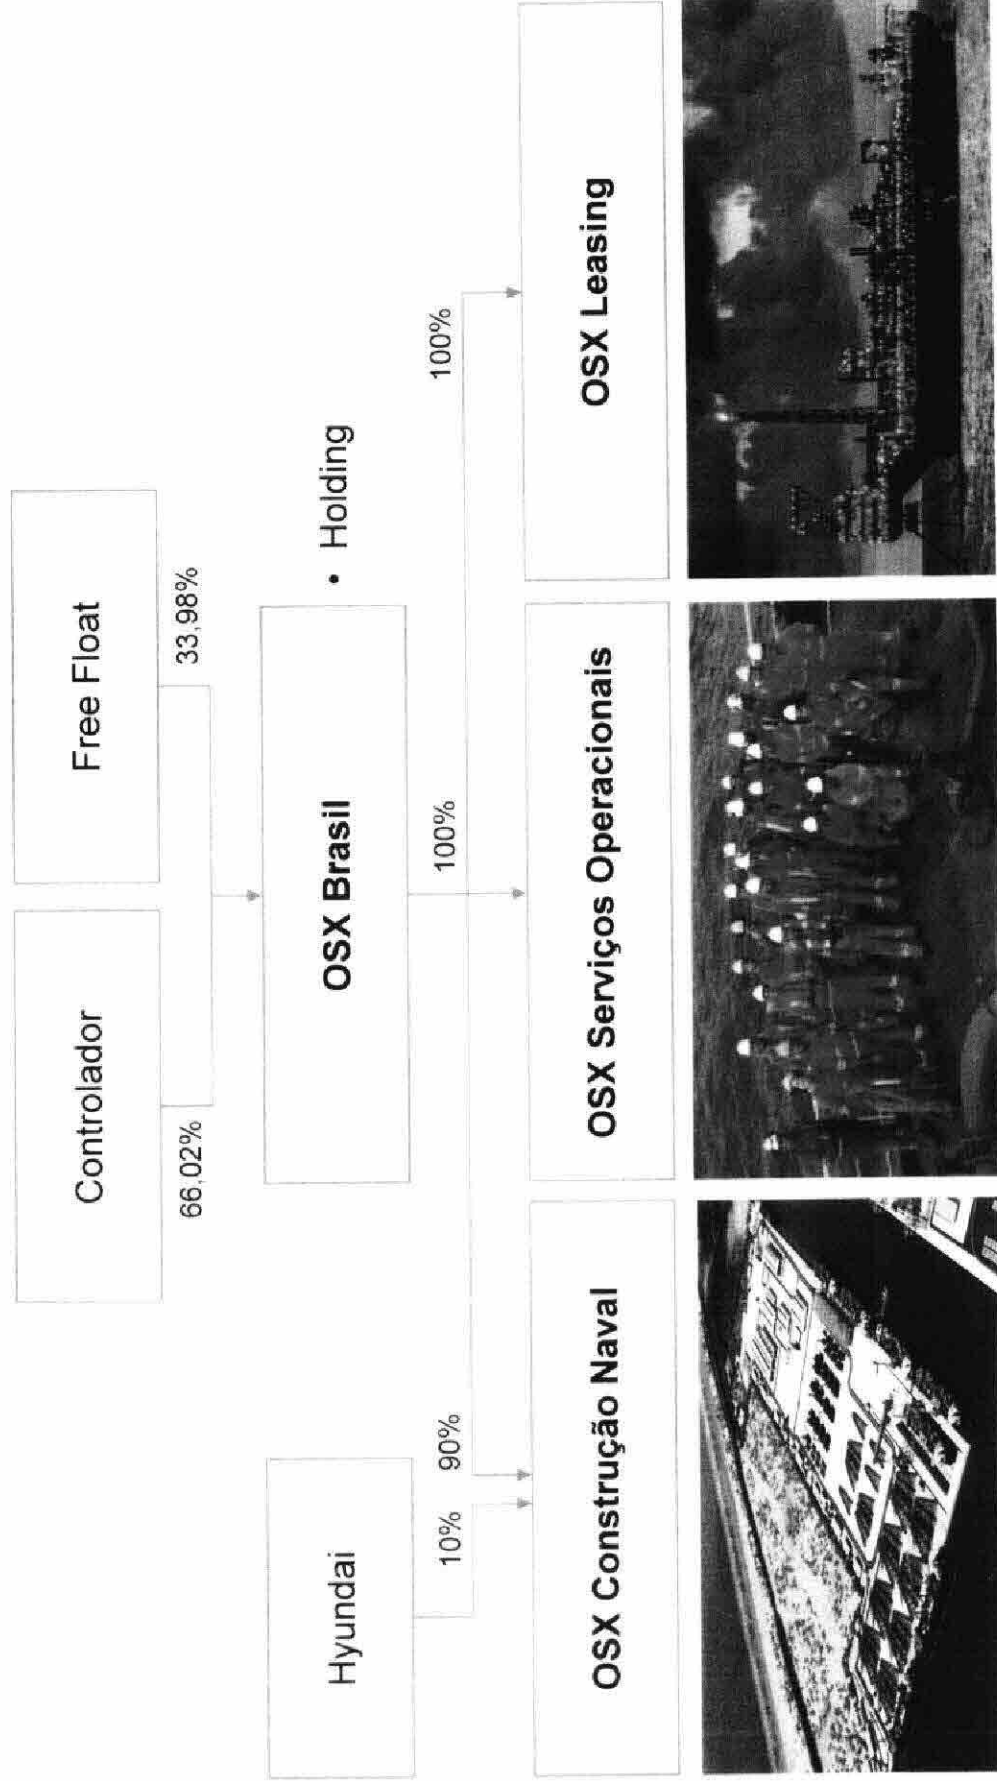 Controlador
Free Float
66,02%
33,98%
Hyundai
OSX Brasil
• Holding
10%
90%
100%
100%
OSX Construção Naval
OSX Serviços Operacionais
OSX Leasing